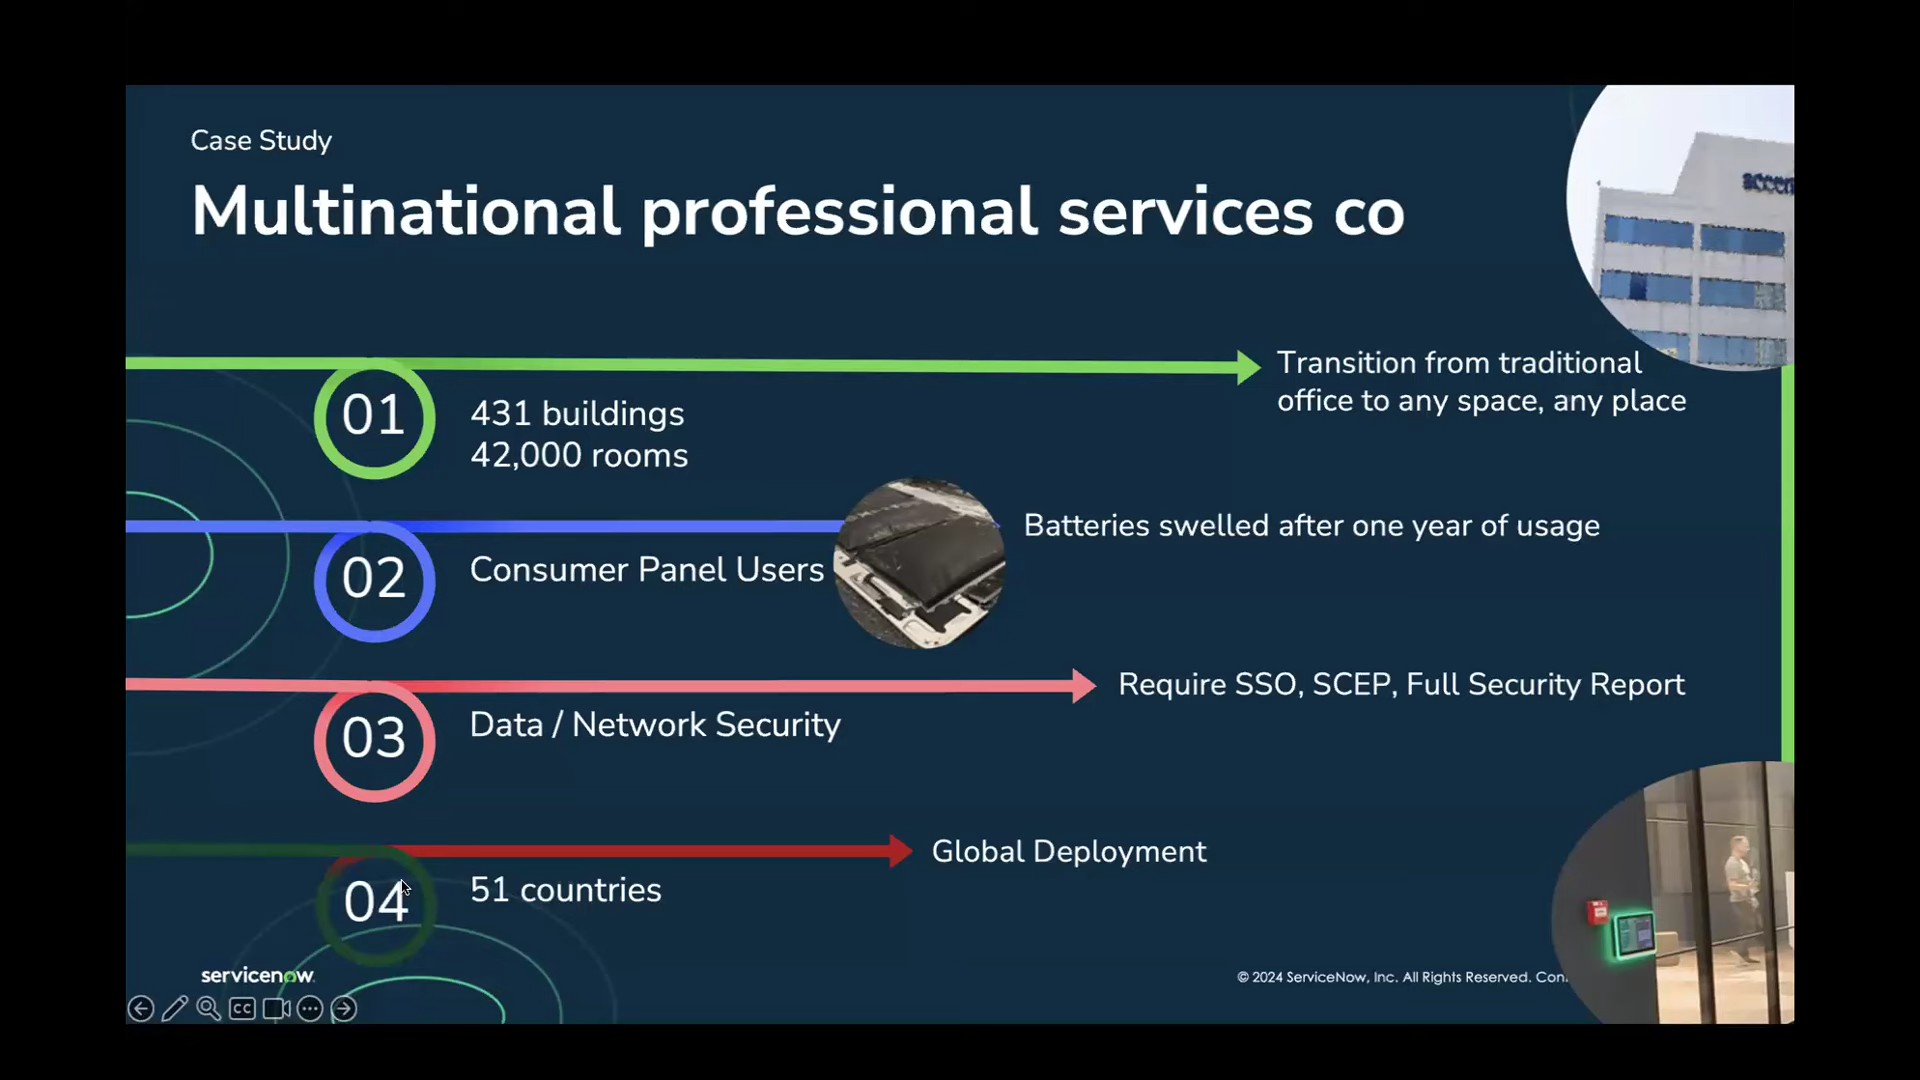 Case Study
Multinational professional services co
Transition from traditional
office to any space, any place
01
431 buildings
42,000 rooms
Batteries swelled after one year of usage
02
Consumer Panel Users
Require SSO, SCEP, Full Security Report
03
Data / Network Security
Global Deployment
04
51 countries
servicenow
© 2024 ServiceNow, Inc. All Rights Reserved.
CC